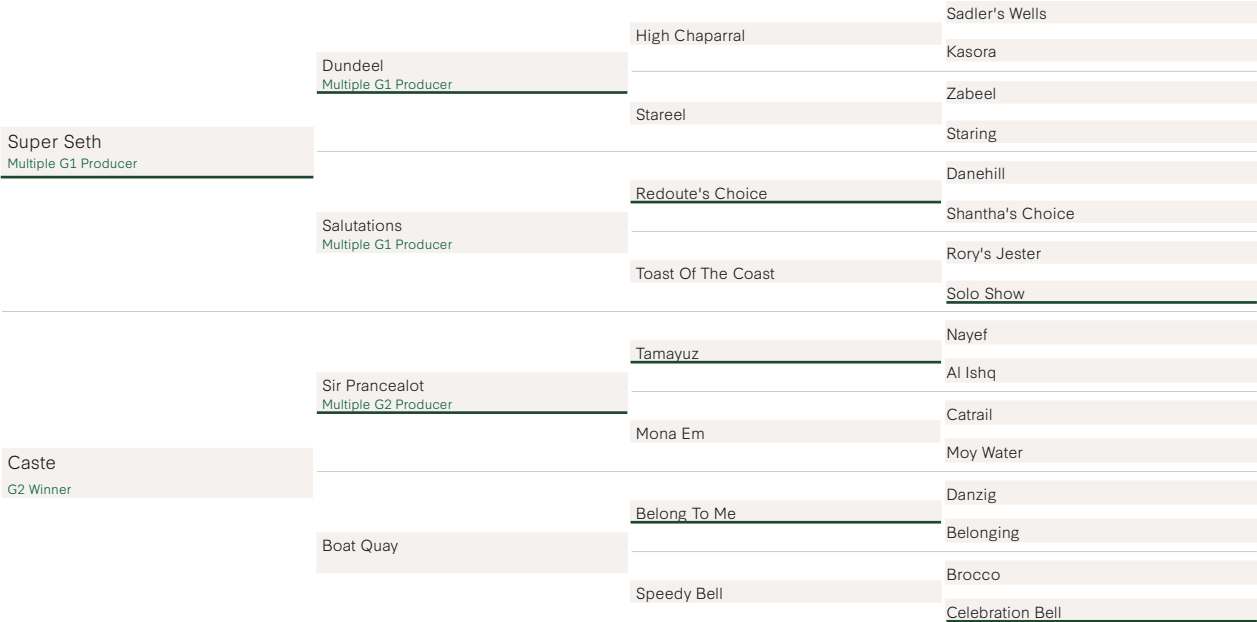 Sadler's Wells
High Chaparral
Kasora
Dundeel
Multiple G1 Producer
Zabeel
Stareel
Staring
Super Seth
Multiple G1 Producer
Danehill
Redoute's Choice
Shantha's Choice
Salutations
Multiple G1 Producer
Rory's Jester
Toast Of The Coast
Solo Show
Nayef
Tamayuz
Al Ishq
Sir Prancealot
Multiple G2 Producer
Catrail
Mona Em
Moy Water
Caste
G2 Winner
Danzig
Belong To Me
Belonging
Boat Quay
Brocco
Speedy Bell
Celebration Bell